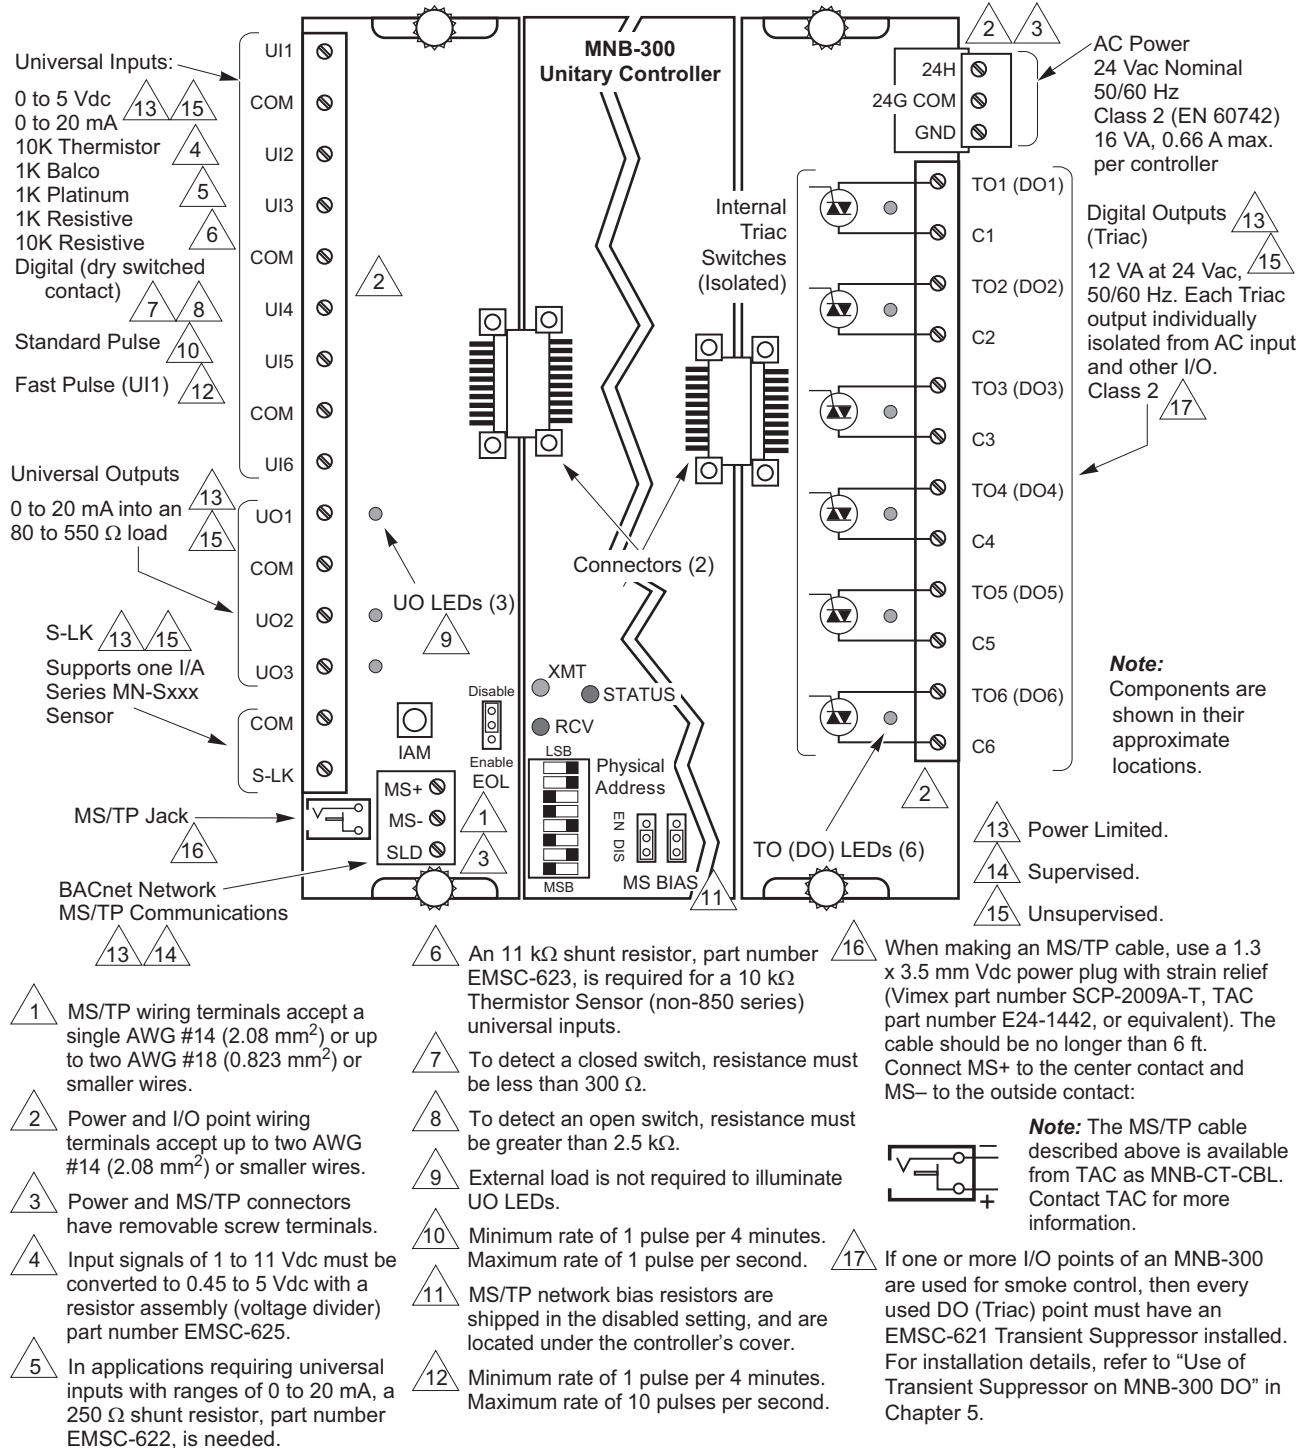 MNB-300
Unitary Controller
Universal Inputs:
0 to 5 Vdc 13 15
0 to 20 mA
10K Thermistor 4
1K Balco
1K Platinum 5
1K Resistive
10K Resistive 6
Digital (dry switched
contact)
7 8
Standard Pulse 10
Fast Pulse (UI1) 12
Universal Outputs
13
0 to 20 mA into an
80 to 550 Ω load 15
S-LK 13 15
Supports one I/A
Series MN-Sxxx
Sensor
MS/TP Jack
16
BACnet Network
MS/TP Communications
13 14
UI1
COM
UI2
UI3
COM
UI4
UI5
COM
UI6
UO1
COM
UO2
UO3
COM
S-LK
2
UO LEDs (3)
9
IAM
Disable
Enable
EOL
MS+
MS-
SLD
1
3
XMT
STATUS
RCV
LSB
MSB
Physical
Address
EN DIS
MS BIAS
11
Connectors (2)
2 3
24H
24G COM
GND
AC Power
24 Vac Nominal
50/60 Hz
Class 2 (EN 60742)
16 VA, 0.66 A max.
per controller
Internal
Triac
Switches
(Isolated)
TO1 (DO1)
C1
TO2 (DO2)
C2
TO3 (DO3)
C3
TO4 (DO4)
C4
TO5 (DO5)
C5
TO6 (DO6)
C6
2
TO (DO) LEDs (6)
Digital Outputs 13
(Triac)
15
12 VA at 24 Vac,
50/60 Hz. Each Triac
output individually
isolated from AC input
and other I/O.
Class 2 17
Note:
Components are
shown in their
approximate
locations.
13 Power Limited.
14 Supervised.
15 Unsupervised.
1 MS/TP wiring terminals accept a
single AWG #14 (2.08 mm²) or up
to two AWG #18 (0.823 mm²) or
smaller wires.
2 Power and I/O point wiring
terminals accept up to two AWG
#14 (2.08 mm²) or smaller wires.
3 Power and MS/TP connectors
have removable screw terminals.
4 Input signals of 1 to 11 Vdc must be
converted to 0.45 to 5 Vdc with a
resistor assembly (voltage divider)
part number EMSC-625.
5 In applications requiring universal
inputs with ranges of 0 to 20 mA, a
250 Ω shunt resistor, part number
EMSC-622, is needed.
6 An 11 kΩ shunt resistor, part number
EMSC-623, is required for a 10 kΩ
Thermistor Sensor (non-850 series)
universal inputs.
7 To detect a closed switch, resistance must
be less than 300 Ω.
8 To detect an open switch, resistance must
be greater than 2.5 kΩ.
9 External load is not required to illuminate
UO LEDs.
10 Minimum rate of 1 pulse per 4 minutes.
Maximum rate of 1 pulse per second.
11 MS/TP network bias resistors are
shipped in the disabled setting, and are
located under the controller's cover.
12 Minimum rate of 1 pulse per 4 minutes.
Maximum rate of 10 pulses per second.
16 When making an MS/TP cable, use a 1.3
x 3.5 mm Vdc power plug with strain relief
(Vimex part number SCP-2009A-T, TAC
part number E24-1442, or equivalent). The
cable should be no longer than 6 ft.
Connect MS+ to the center contact and
MS– to the outside contact:
–
+
Note: The MS/TP cable
described above is available
from TAC as MNB-CT-CBL.
Contact TAC for more
information.
17 If one or more I/O points of an MNB-300
are used for smoke control, then every
used DO (Triac) point must have an
EMSC-621 Transient Suppressor installed.
For installation details, refer to “Use of
Transient Suppressor on MNB-300 DO” in
Chapter 5.